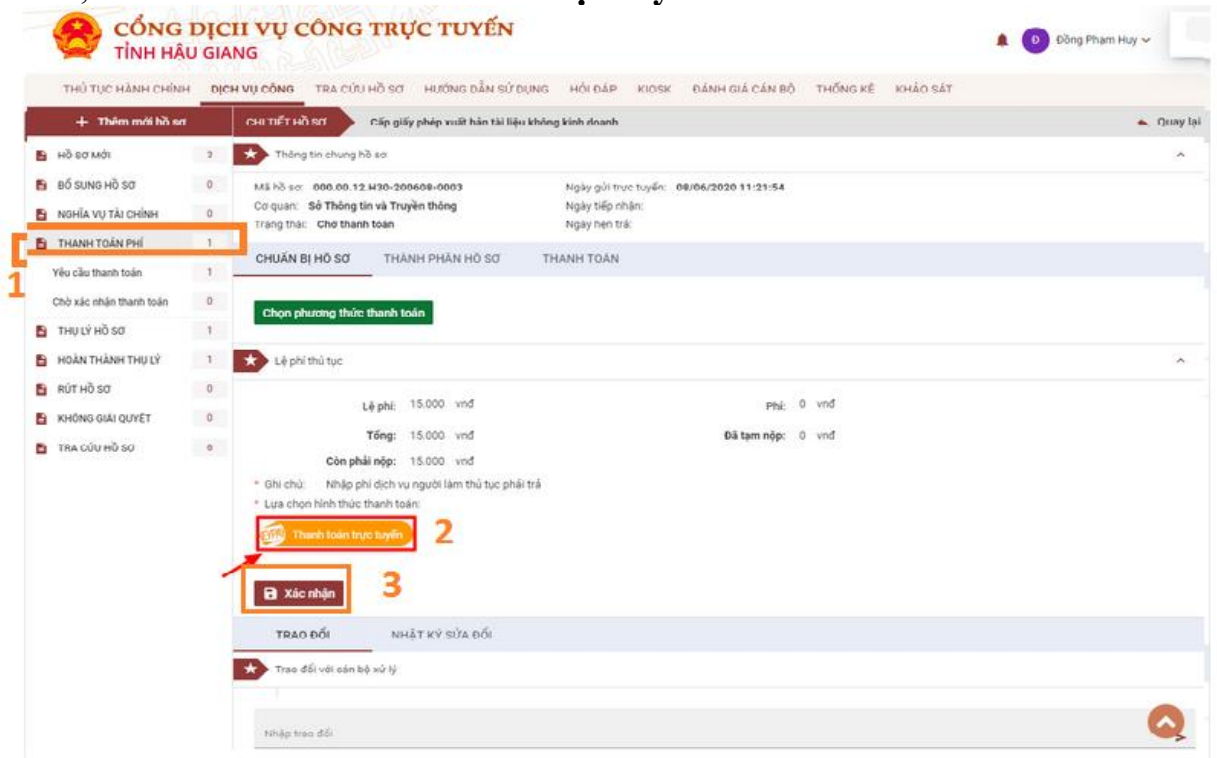 CỔNG DỊCH VỤ CÔNG TRỰC TUYẾN
TỈNH HẬU GIANG
Đ Đồng Phạm Huy
THỦ TỤC HÀNH CHÍNH DỊCH VỤ CÔNG TRA CỨU HỒ SƠ HƯỚNG DẪN SỬ DỤNG HỎI ĐÁP KIOSK ĐÁNH GIÁ CÁN BỘ THỐNG KÊ KHẢO SÁT
+ Thêm mới hồ sơ
CHI TIẾT HỒ SƠ Cấp giấy phép xuất bản tài liệu không kinh doanh Quay lại
HỒ SƠ MỚI 2
BỔ SUNG HỒ SƠ 0
NGHĨA VỤ TÀI CHÍNH 0
THANH TOÁN PHÍ 1
1
Yêu cầu thanh toán 1
Chờ xác nhận thanh toán 0
THỤ LÝ HỒ SƠ 1
HOÀN THÀNH THỤ LÝ 1
RÚT HỒ SƠ 0
KHÔNG GIẢI QUYẾT 0
TRA CỨU HỒ SƠ 0
Thông tin chung hồ sơ
Mã hồ sơ: 000.00.12.H30-200608-0003 Ngày gửi trực tuyến: 08/06/2020 11:21:54
Cơ quan: Sở Thông tin và Truyền thông Ngày tiếp nhận:
Trạng thái: Chờ thanh toán Ngày hẹn trả:
CHUẨN BỊ HỒ SƠ THÀNH PHẦN HỒ SƠ THANH TOÁN
Chọn phương thức thanh toán
Lệ phí thủ tục
Lệ phí: 15.000 vnđ Phí: 0 vnđ
Tổng: 15.000 vnđ Đã tạm nộp: 0 vnđ
Còn phải nộp: 15.000 vnđ
* Ghi chú: Nhập phí dịch vụ người làm thủ tục phải trả
* Lựa chọn hình thức thanh toán:
Thanh toán trực tuyến 2
Xác nhận 3
TRAO ĐỔI NHẬT KÝ SỬA ĐỔI
Trao đổi với cán bộ xử lý
Nhập trao đổi